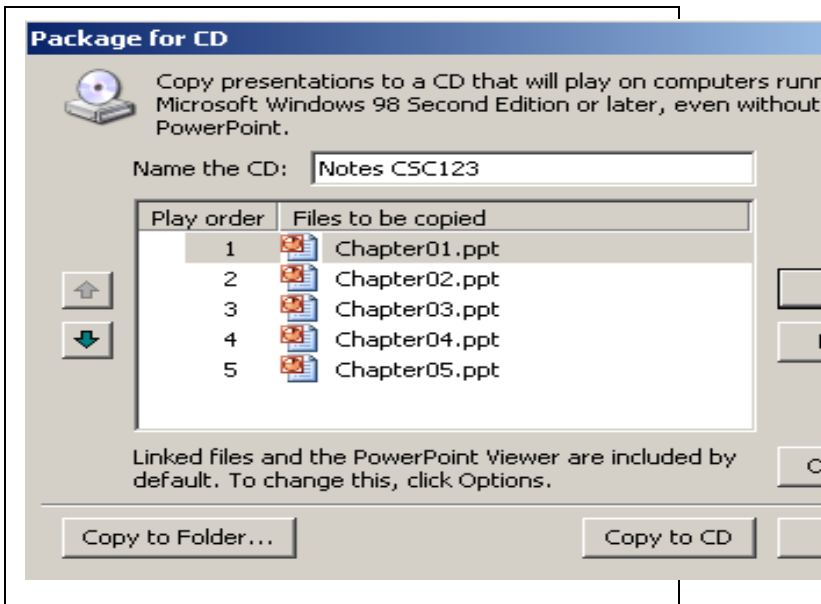 Package for CD
Copy presentations to a CD that will play on computers
Microsoft Windows 98 Second Edition or later, even without
PowerPoint.
Name the CD: Notes CSC123
Play order Files to be copied
1 Chapter01.ppt
2 Chapter02.ppt
3 Chapter03.ppt
4 Chapter04.ppt
5 Chapter05.ppt
Linked files and the PowerPoint Viewer are included by
default. To change this, click Options.
Copy to Folder... Copy to CD